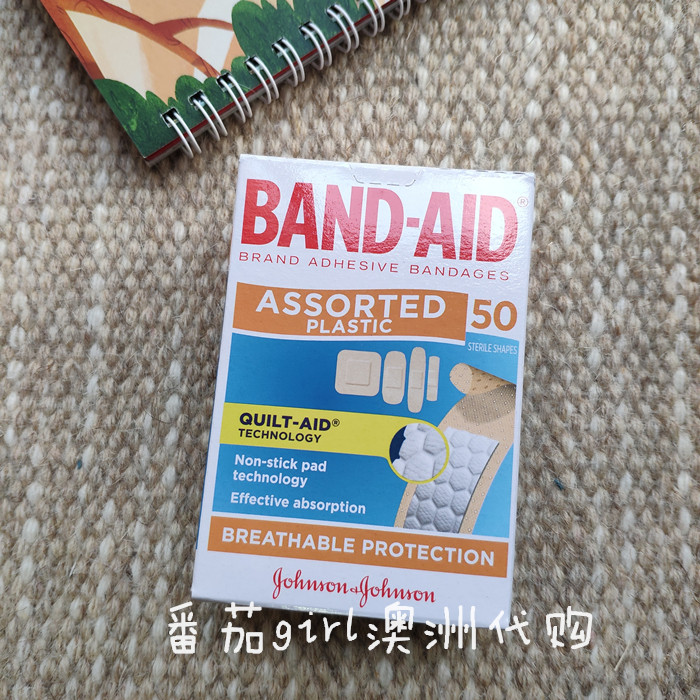 BAND-AID®
BRAND ADHESIVE BANDAGES
ASSORTED
PLASTIC
50
STERILE SHAPES
QUILT-AID®
TECHNOLOGY
Non-stick pad
technology
Effective absorption
BREATHABLE PROTECTION
Johnson & Johnson
番茄girl澳洲代购